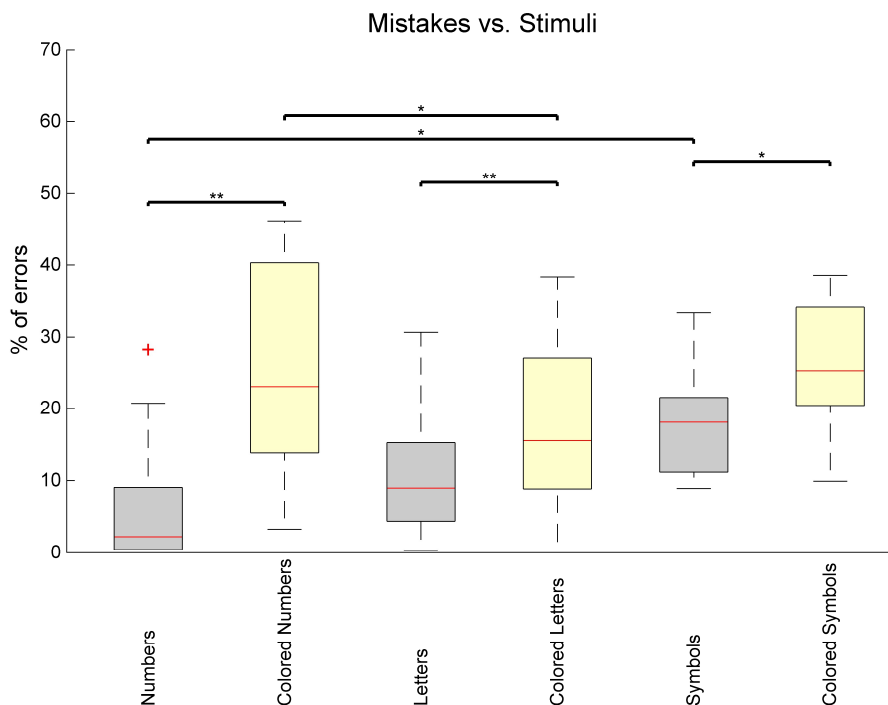 Mistakes vs. Stimuli
% of errors
70
60
50
40
30
20
10
0
*
*
*
**
**
Numbers
Colored Numbers
Letters
Colored Letters
Symbols
Colored Symbols